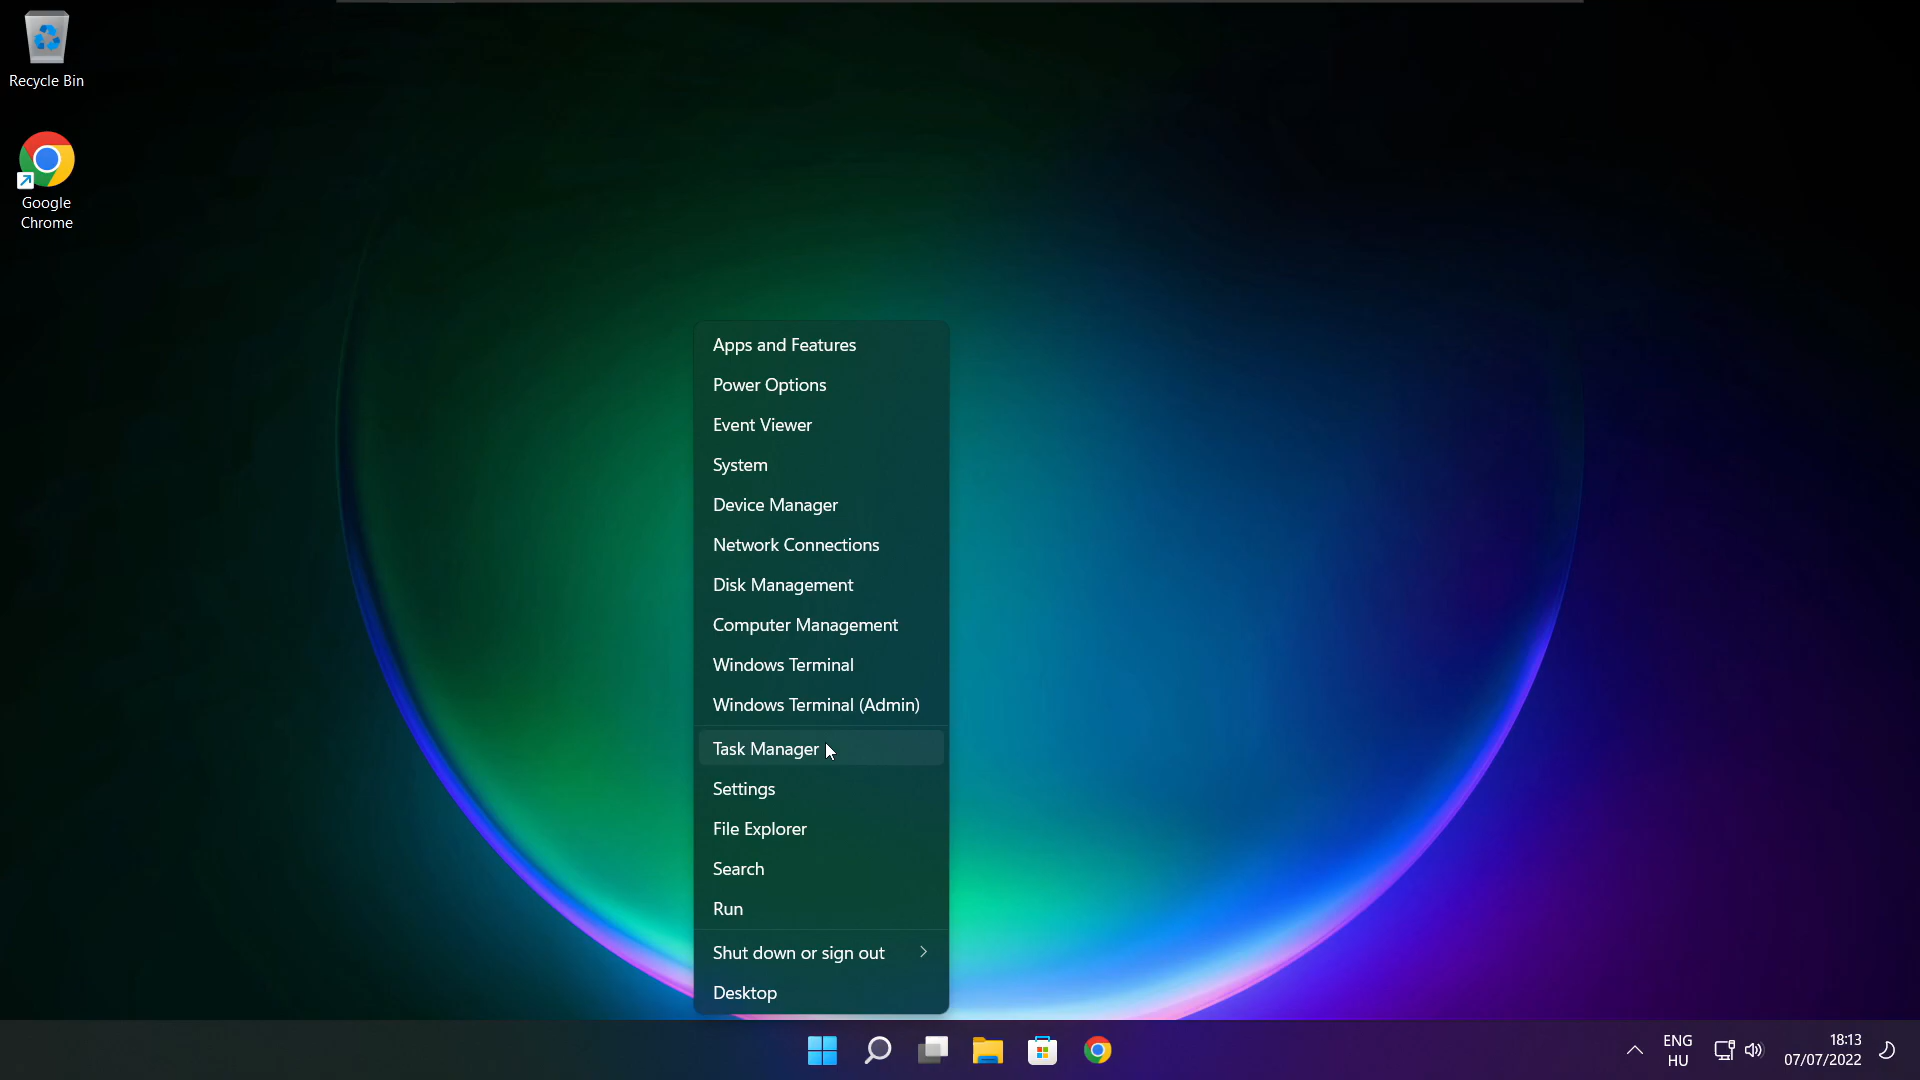 Recycle Bin
Google
Chrome
Apps and Features
Power Options
Event Viewer
System
Device Manager
Network Connections
Disk Management
Computer Management
Windows Terminal
Windows Terminal (Admin)
Task Manager
Settings
File Explorer
Search
Run
Shut down or sign out
Desktop
ENG
HU
18:13
07/07/2022